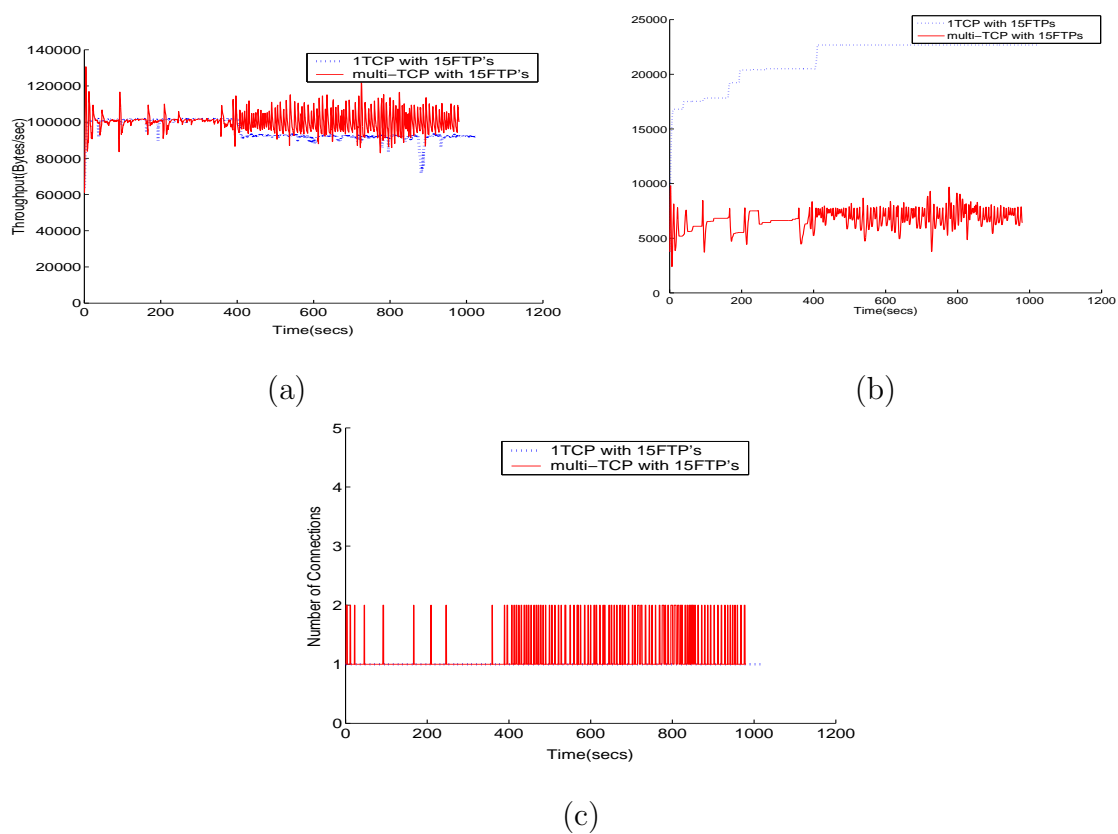 140000
120000
100000
80000
60000
40000
20000
0
Throughput(Bytes/sec)
1TCP with 15FTP's
multi−TCP with 15FTP's
0 200 400 600 800 1000 1200
Time(secs)
(a)
25000
20000
15000
10000
5000
0
1TCP with 15FTPs
multi−TCP with 15FTPs
0 200 400 600 800 1000 1200
Time(secs)
(b)
5
4
3
2
1
0
Number of Connections
1TCP with 15FTP's
multi−TCP with 15FTP's
0 200 400 600 800 1000 1200
Time(secs)
(c)